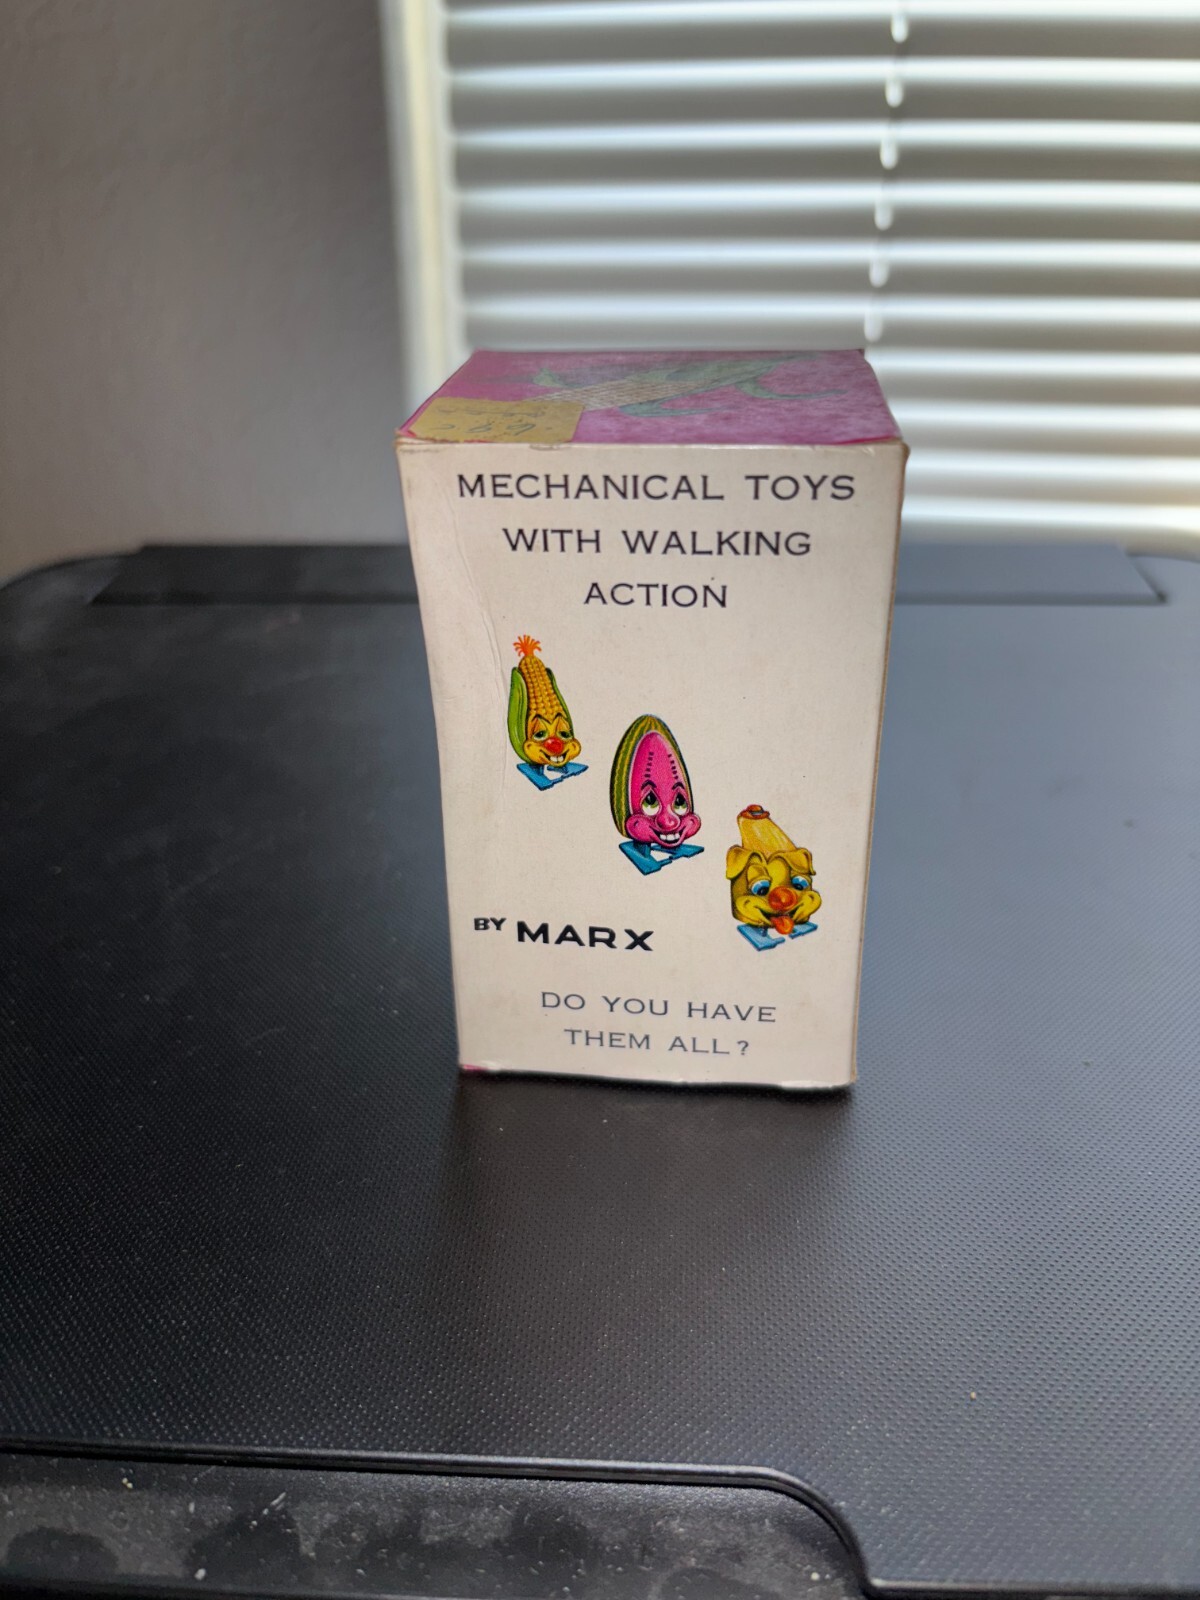 MECHANICAL TOYS
WITH WALKING
ACTION
BY MARX
DO YOU HAVE
THEM ALL?